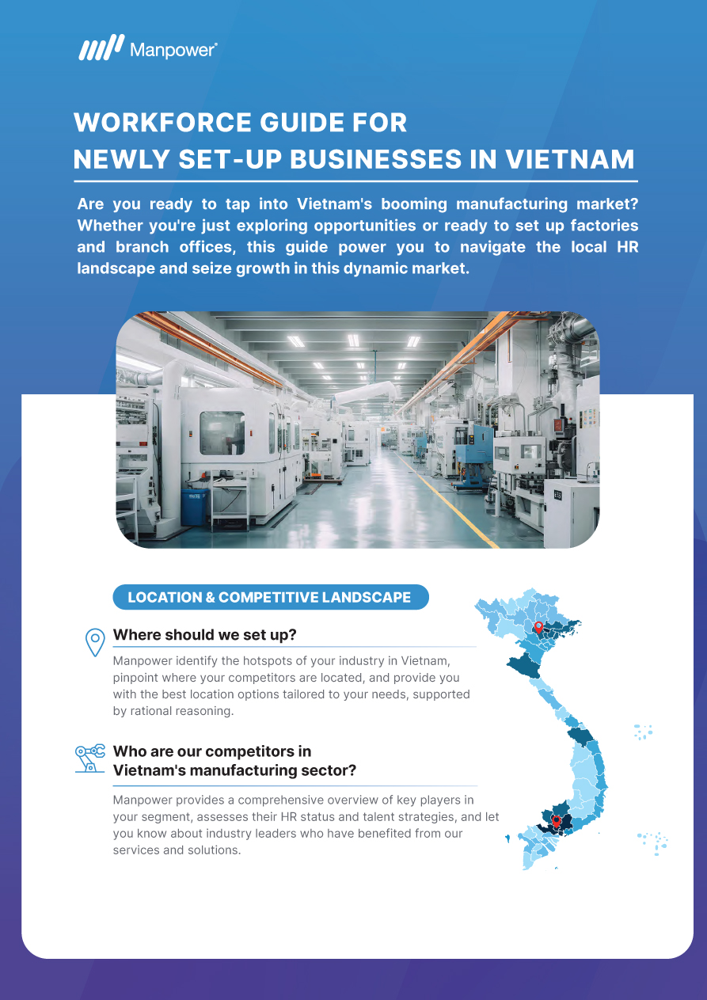 Manpower®
WORKFORCE GUIDE FOR
NEWLY SET-UP BUSINESSES IN VIETNAM
Are you ready to tap into Vietnam's booming manufacturing market?
Whether you're just exploring opportunities or ready to set up factories
and branch offices, this guide power you to navigate the local HR
landscape and seize growth in this dynamic market.
LOCATION & COMPETITIVE LANDSCAPE
Where should we set up?
Manpower identify the hotspots of your industry in Vietnam,
pinpoint where your competitors are located, and provide you
with the best location options tailored to your needs, supported
by rational reasoning.
Who are our competitors in
Vietnam's manufacturing sector?
Manpower provides a comprehensive overview of key players in
your segment, assesses their HR status and talent strategies, and let
you know about industry leaders who have benefited from our
services and solutions.